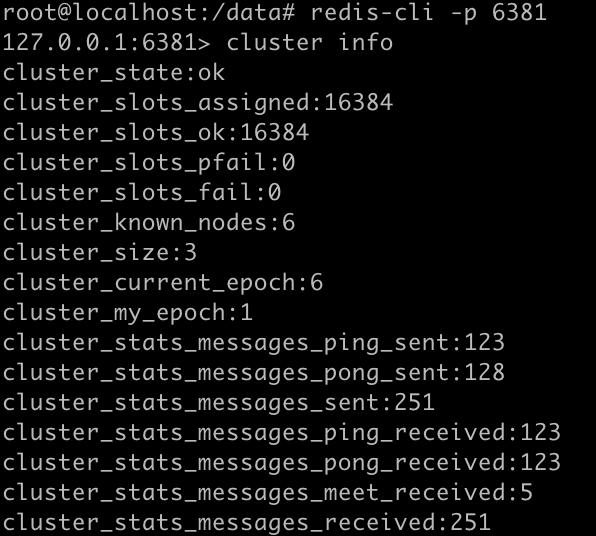 root@localhost:/data# redis-cli -p 6381
127.0.0.1:6381> cluster info
cluster_state:ok
cluster_slots_assigned:16384
cluster_slots_ok:16384
cluster_slots_pfail:0
cluster_slots_fail:0
cluster_known_nodes:6
cluster_size:3
cluster_current_epoch:6
cluster_my_epoch:1
cluster_stats_messages_ping_sent:123
cluster_stats_messages_pong_sent:128
cluster_stats_messages_sent:251
cluster_stats_messages_ping_received:123
cluster_stats_messages_pong_received:123
cluster_stats_messages_meet_received:5
cluster_stats_messages_received:251